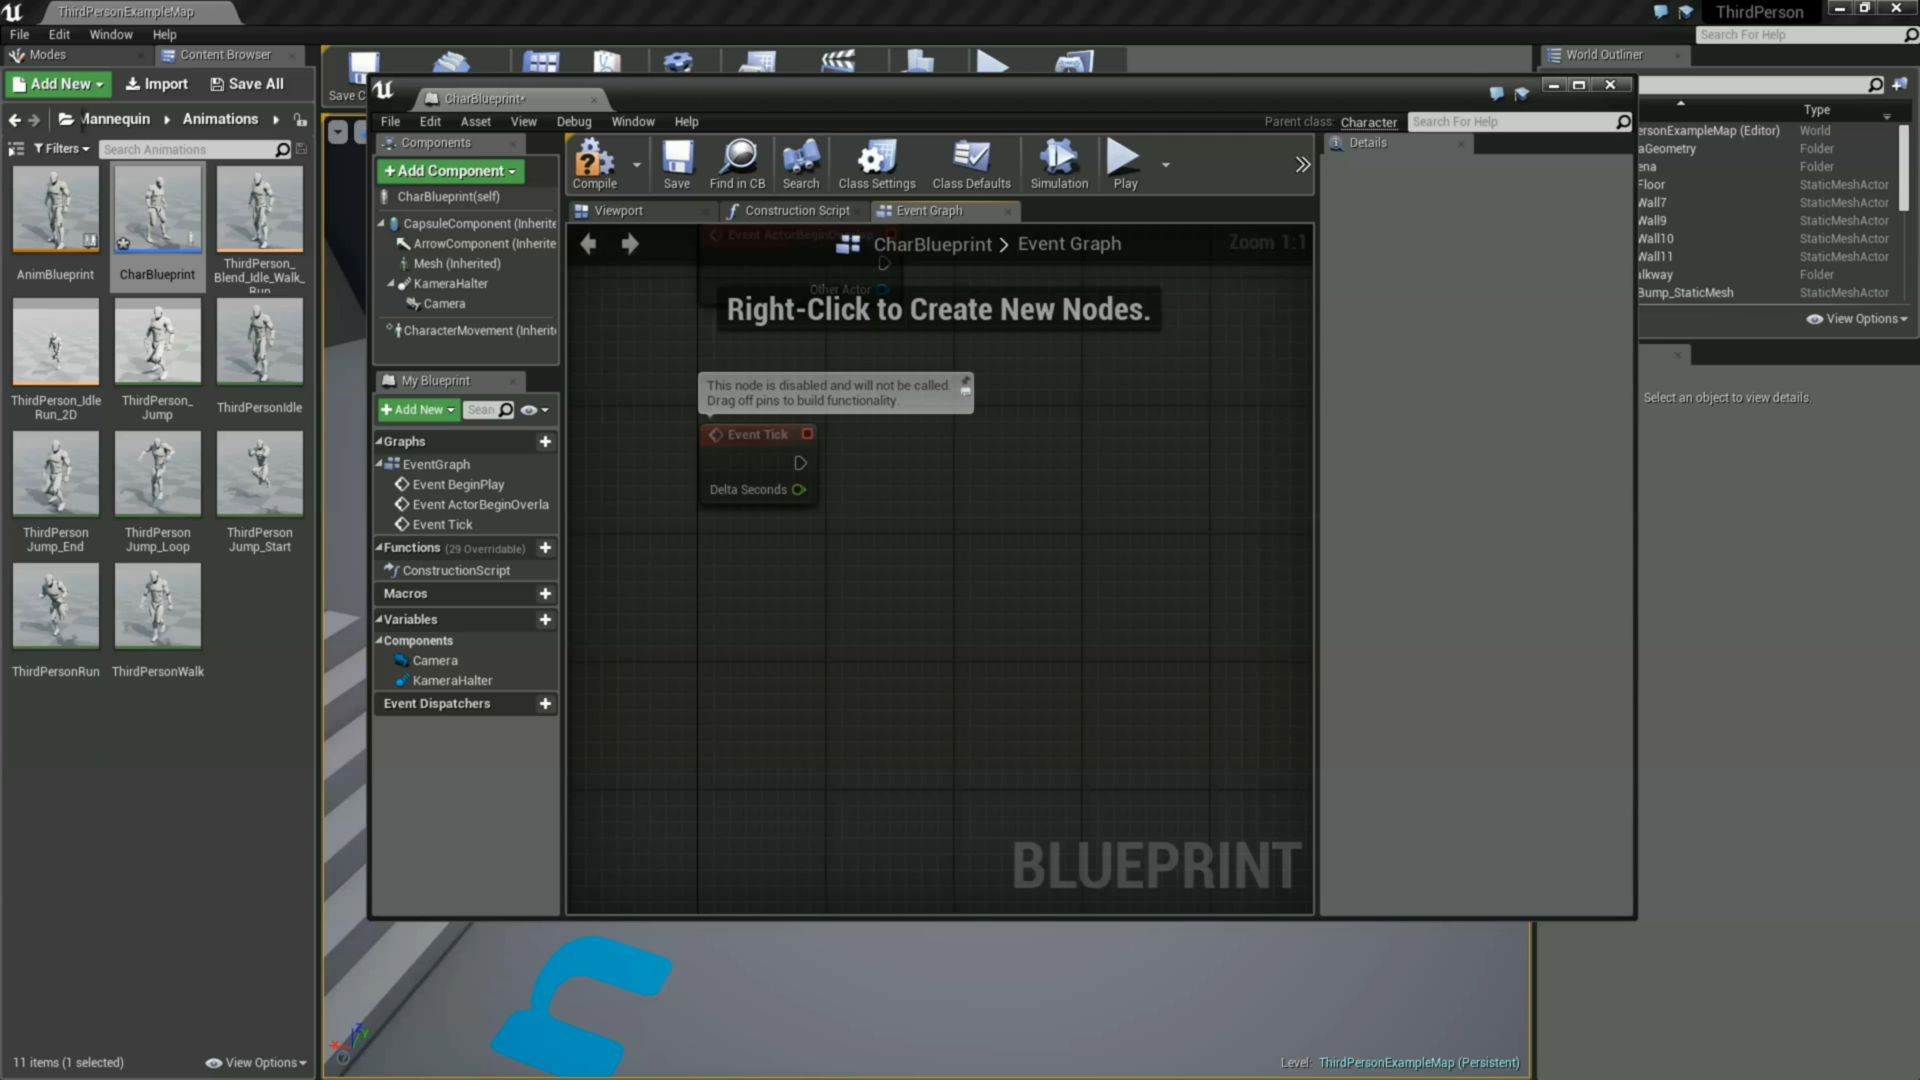 ThirdPersonExampleMap
ThirdPerson
File Edit Window Help
Search For Help
Modes
Content Browser
World Outliner
Add New
Import
Save All
Save C
Mannequin
Animations
Filters
Search Animations
AnimBlueprint
CharBlueprint
ThirdPerson_
Blend_Idle_Walk_
Run
ThirdPerson_Idle
Run_2D
ThirdPerson_
Jump
ThirdPersonIdle
ThirdPerson
Jump_End
ThirdPerson
Jump_Loop
ThirdPerson
Jump_Start
ThirdPersonRun
ThirdPersonWalk
11 items (1 selected)
View Options
CharBlueprint*
File Edit Asset View Debug Window Help
Parent class: Character
Search For Help
Components
+Add Component
CharBlueprint(self)
CapsuleComponent (Inherite
ArrowComponent (Inherite
Mesh (Inherited)
KameraHalter
Camera
CharacterMovement (Inherit
My Blueprint
+Add New
Sear
Graphs
EventGraph
Event BeginPlay
Event ActorBeginOverla
Event Tick
Functions (29 Overridable)
ConstructionScript
Macros
Variables
Components
Camera
KameraHalter
Event Dispatchers
Compile
Save
Find in CB
Search
Class Settings
Class Defaults
Simulation
Play
Viewport
Construction Script
Event Graph
Event ActorBeginOverlap
CharBlueprint > Event Graph
Zoom 1:1
Other Actor
Right-Click to Create New Nodes.
This node is disabled and will not be called.
Drag off pins to build functionality.
Event Tick
Delta Seconds
BLUEPRINT
Details
Type
ersonExampleMap (Editor) World
aGeometry Folder
ena Folder
Floor StaticMeshActor
Wall7 StaticMeshActor
Wall9 StaticMeshActor
Wall10 StaticMeshActor
Wall11 StaticMeshActor
alkway Folder
Bump_StaticMesh StaticMeshActor
View Options
Select an object to view details.
Level: ThirdPersonExampleMap (Persistent)